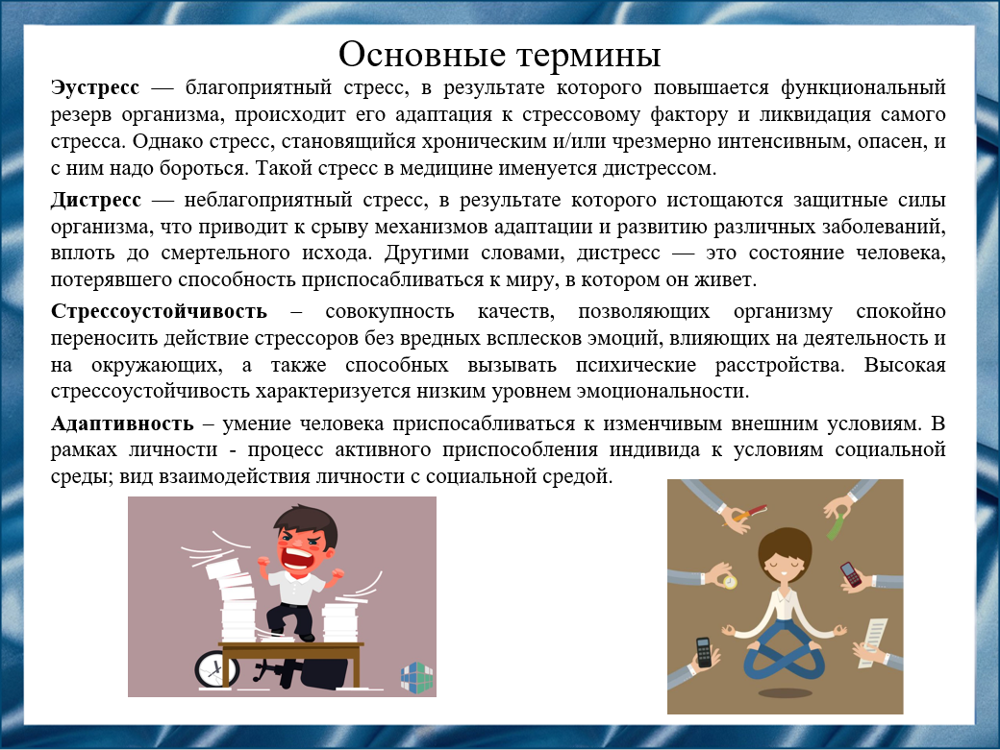 Основные термины
Эустресс — благоприятный стресс, в результате которого повышается функциональный
резерв организма, происходит его адаптация к стрессовому фактору и ликвидация самого
стресса. Однако стресс, становящийся хроническим и/или чрезмерно интенсивным, опасен, и
с ним надо бороться. Такой стресс в медицине именуется дистрессом.
Дистресс — неблагоприятный стресс, в результате которого истощаются защитные силы
организма, что приводит к срыву механизмов адаптации и развитию различных заболеваний,
вплоть до смертельного исхода. Другими словами, дистресс — это состояние человека,
потерявшего способность приспосабливаться к миру, в котором он живет.
Стрессоустойчивость – совокупность качеств, позволяющих организму спокойно
переносить действие стрессоров без вредных всплесков эмоций, влияющих на деятельность и
на окружающих, а также способных вызывать психические расстройства. Высокая
стрессоустойчивость характеризуется низким уровнем эмоциональности.
Адаптивность – умение человека приспосабливаться к изменчивым внешним условиям. В
рамках личности - процесс активного приспособления индивида к условиям социальной
среды; вид взаимодействия личности с социальной средой.